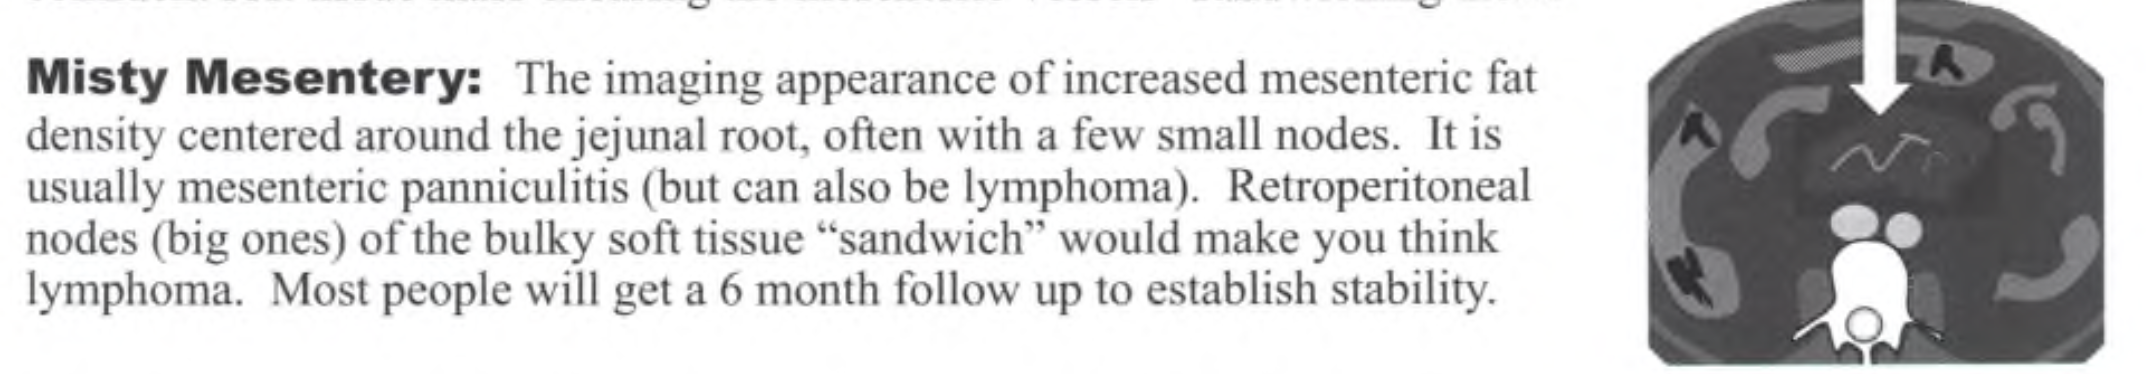 Misty Mesentery: The imaging appearance of increased mesenteric fat
density centered around the jejunal root, often with a few small nodes. It is
usually mesenteric panniculitis (but can also be lymphoma). Retroperitoneal
nodes (big ones) of the bulky soft tissue “sandwich” would make you think
lymphoma. Most people will get a 6 month follow up to establish stability.